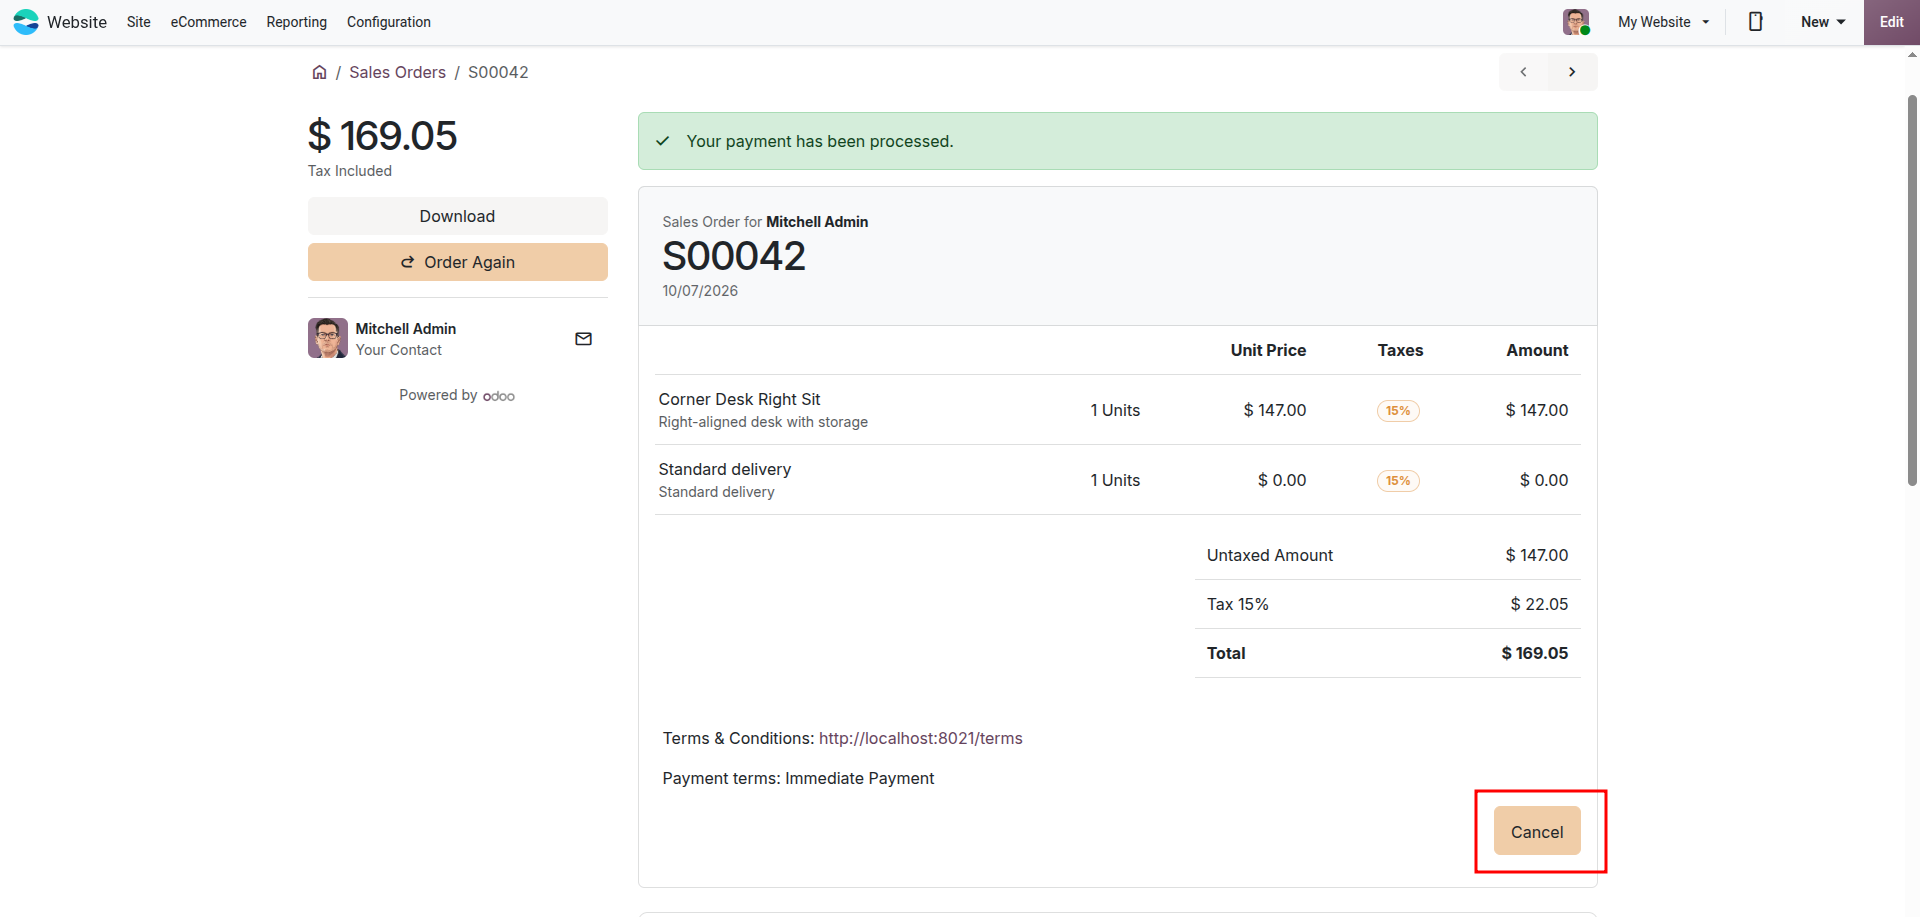 Website Site eCommerce Reporting Configuration My Website New Edit
/ Sales Orders / S00042
$ 169.05
Tax Included
Download
Order Again
Mitchell Admin
Your Contact
Powered by odoo
Your payment has been processed.
Sales Order for Mitchell Admin
S00042
10/07/2026
Unit Price Taxes Amount
Corner Desk Right Sit
Right-aligned desk with storage
1 Units $ 147.00 15% $ 147.00
Standard delivery
Standard delivery
1 Units $ 0.00 15% $ 0.00
Untaxed Amount $ 147.00
Tax 15% $ 22.05
Total $ 169.05
Terms & Conditions: http://localhost:8021/terms
Payment terms: Immediate Payment
Cancel